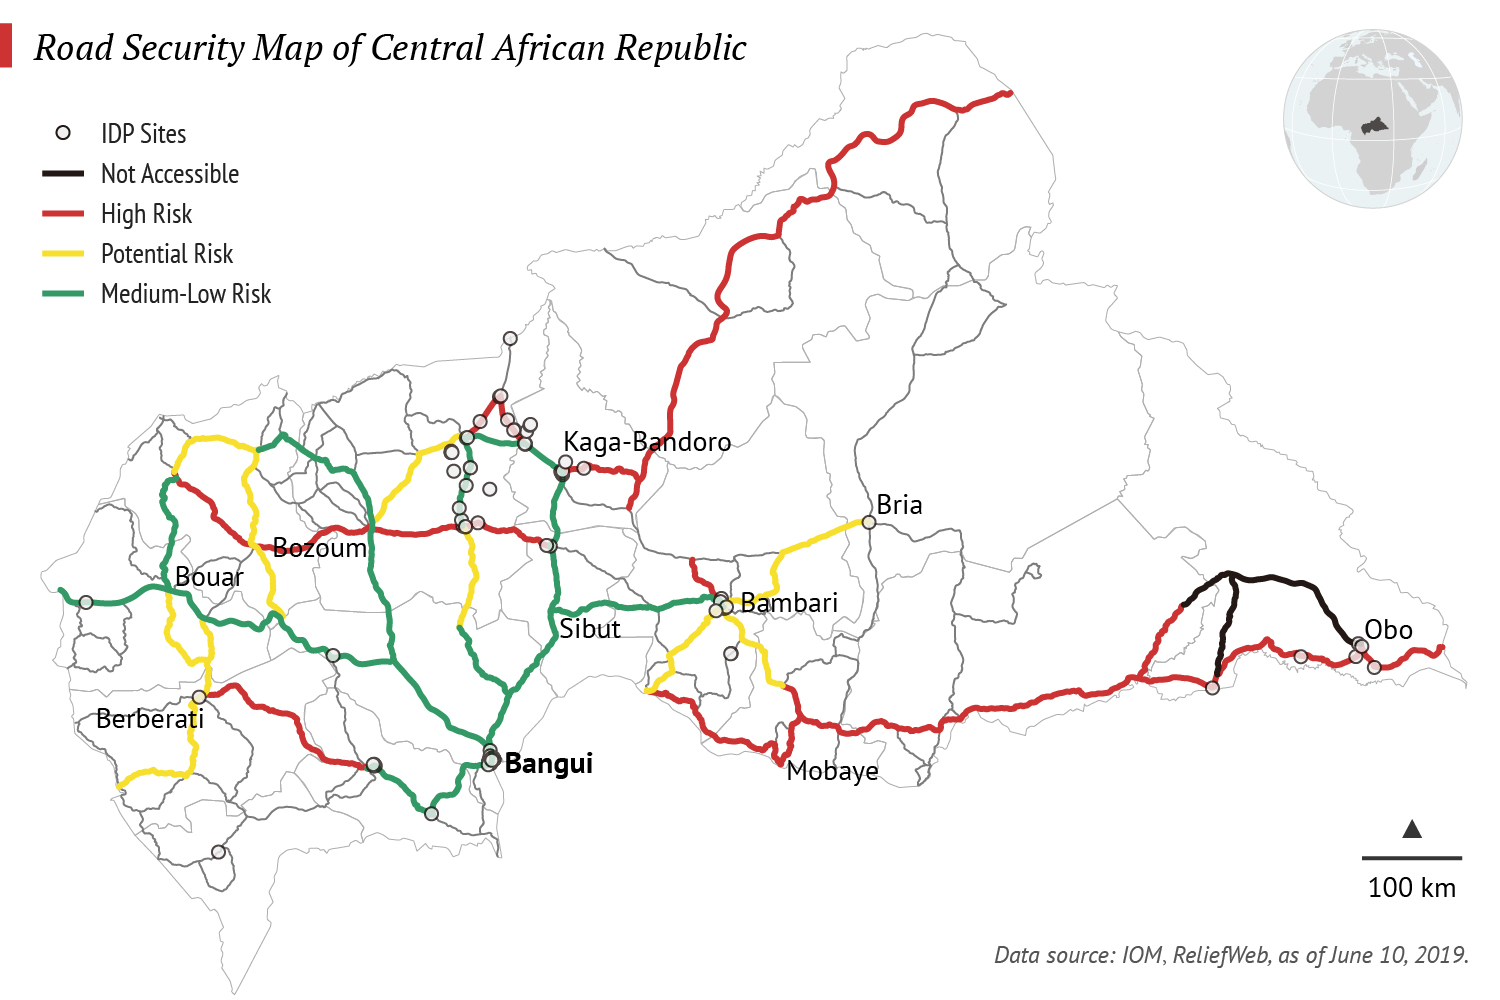 Road Security Map of Central African Republic
IDP Sites
Not Accessible
High Risk
Potential Risk
Medium-Low Risk
Kaga-Bandoro
Bria
Bozoum
Bouar
Bambari
Sibut
Obo
Berberati
Bangui
Mobaye
100 km
Data source: IOM, ReliefWeb, as of June 10, 2019.